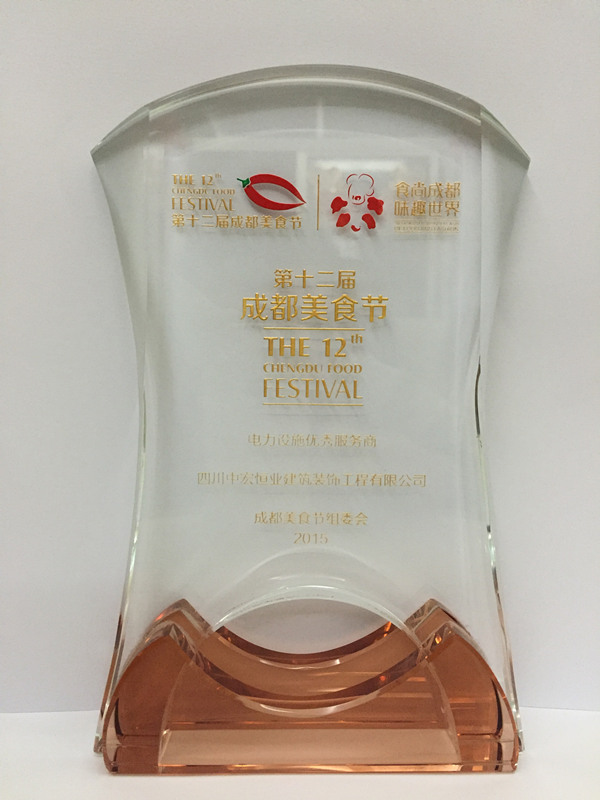 THE 12th
CHENGDU FOOD
FESTIVAL
第十二届成都美食节
食尚成都
味趣世界
第十二届
成都美食节
THE 12th
CHENGDU FOOD
FESTIVAL
电力设施优秀服务商
四川中宏恒业建筑装饰工程有限公司
成都美食节组委会
2015